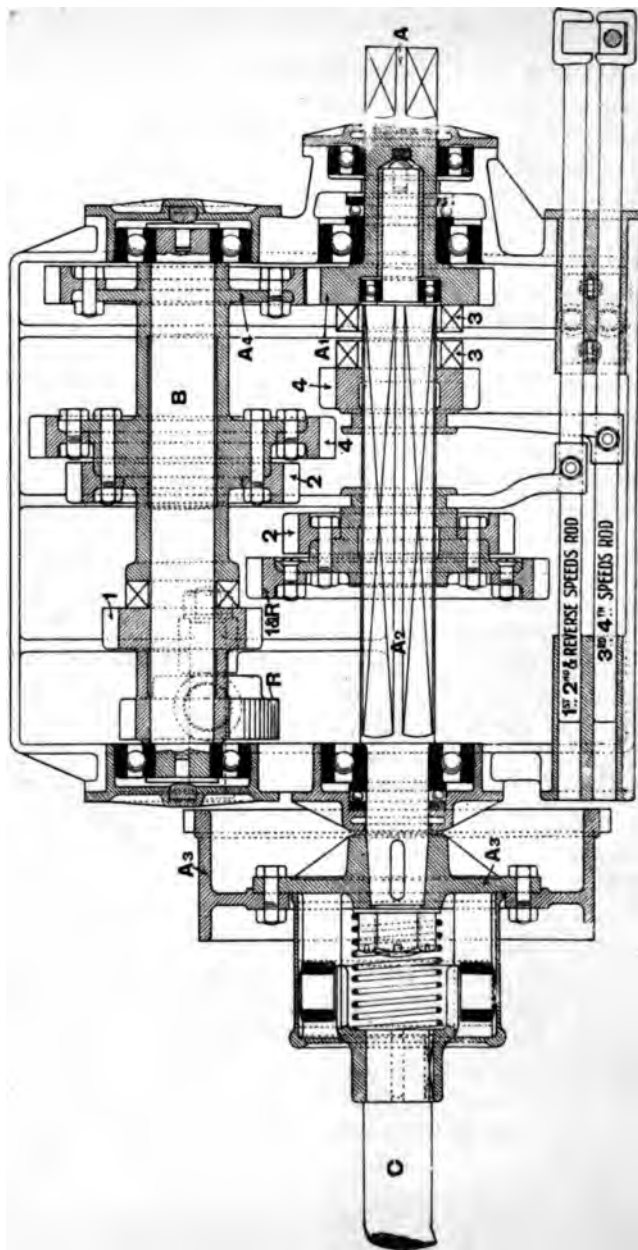 A3
1
B
R
1&R
2
2
4
A4
4
A1
C
A2
A
A3
3
3
1ST 2ND & REVERSE SPEEDS ROD
3RD 4TH SPEEDS ROD